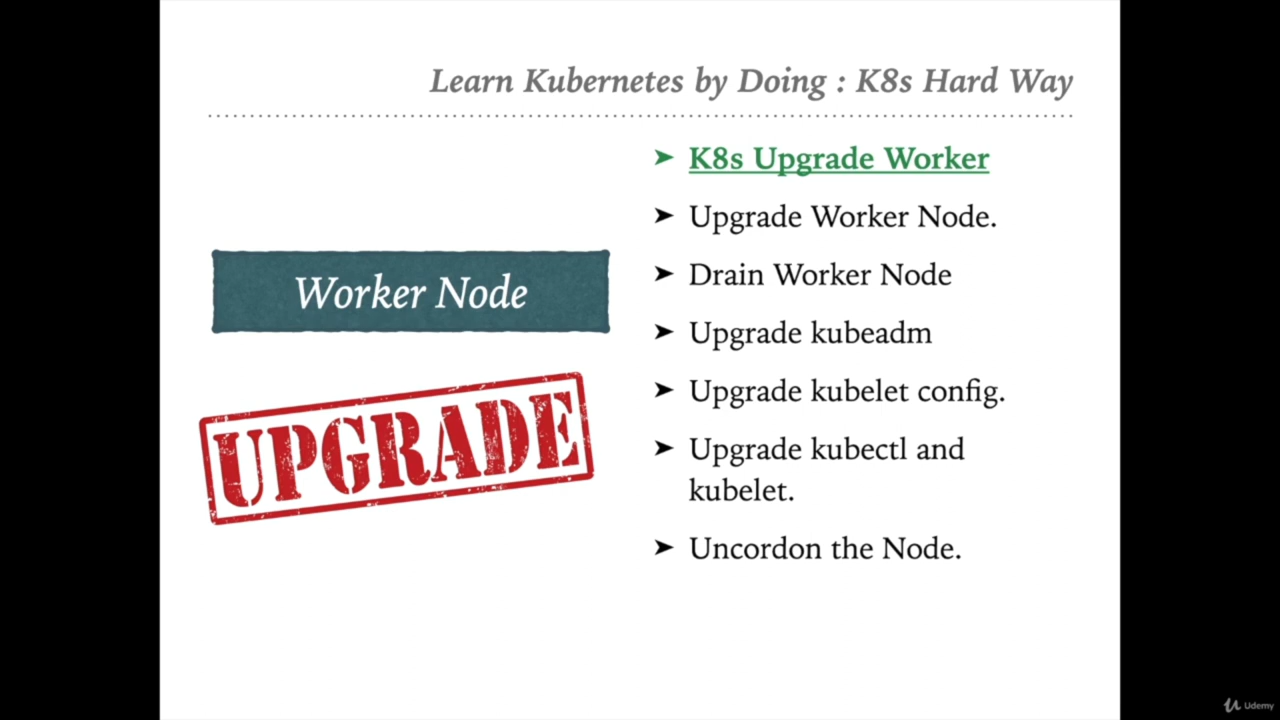 Learn Kubernetes by Doing : K8s Hard Way
➤ K8s Upgrade Worker
➤ Upgrade Worker Node.
➤ Drain Worker Node
➤ Upgrade kubeadm
➤ Upgrade kubelet config.
➤ Upgrade kubectl and
kubelet.
➤ Uncordon the Node.
Worker Node
UPGRADE
Udemy